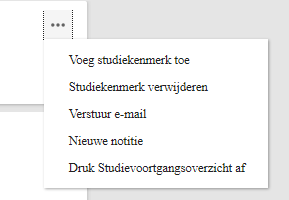 Voeg studiekenmerk toe
Studiekenmerk verwijderen
Verstuur e-mail
Nieuwe notitie
Druk Studievoortgangsoverzicht af